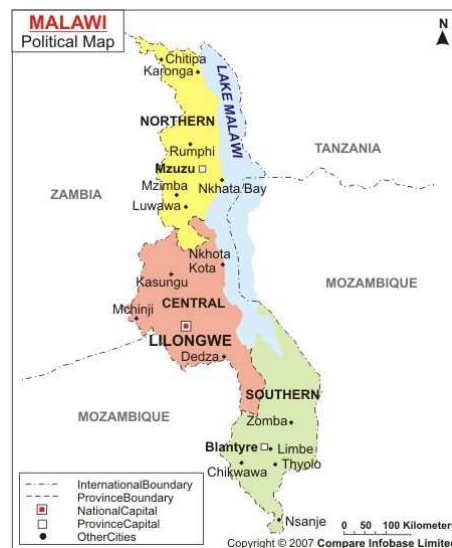 MALAWI
Political Map
N
Chitipa
Karonga
LAKE MALAWI
NORTHERN
TANZANIA
Rumphi
Mzuzu
ZAMBIA
Mzimba
Nkhata Bay
Luwawa
Nkhota
Kota
Kasungu
MOZAMBIQUE
CENTRAL
Mchinji
LILONGWE
Dedza
SOUTHERN
MOZAMBIQUE
Zomba
Blantyre
Limbe
Chikwawa
Thyolo
InternationalBoundary
ProvinceBoundary
NationalCapital
ProvinceCapital
OtherCities
Nsanje
0 50 100 Kilometers
Copyright © 2007 Compare Infobase Limited